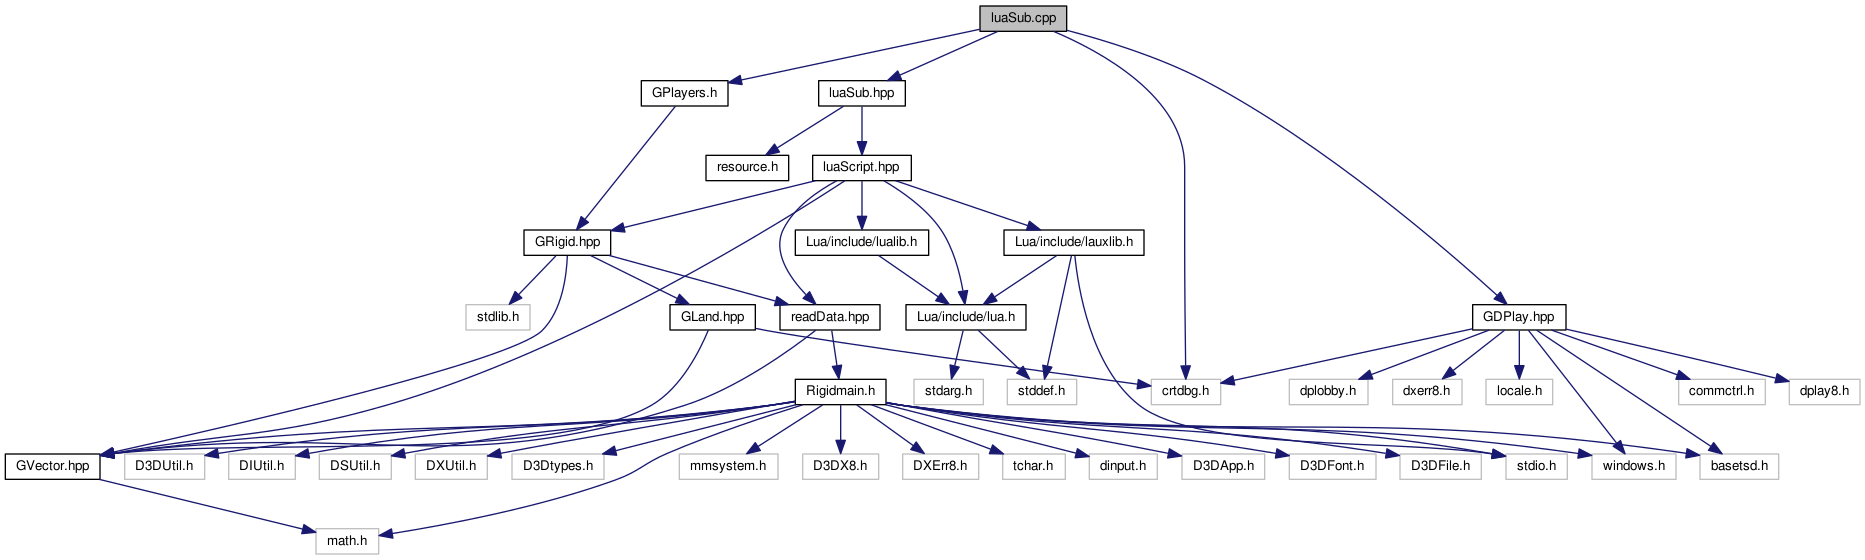 luaSub.cpp
GPlayers.h
luaSub.hpp
resource.h
luaScript.hpp
GRigid.hpp
Lua/include/lualib.h
Lua/include/lauxlib.h
stdlib.h
GLand.hpp
readData.hpp
Lua/include/lua.h
GDPlay.hpp
Rigidmain.h
stdarg.h
stddef.h
crtdbg.h
dplobby.h
dxerr8.h
locale.h
commctrl.h
dplay8.h
GVector.hpp
D3DUtil.h
DIUtil.h
DSUtil.h
DXUtil.h
D3Dtypes.h
mmsystem.h
D3DX8.h
DXErr8.h
tchar.h
dinput.h
D3DApp.h
D3DFont.h
D3DFile.h
stdio.h
windows.h
basetsd.h
math.h